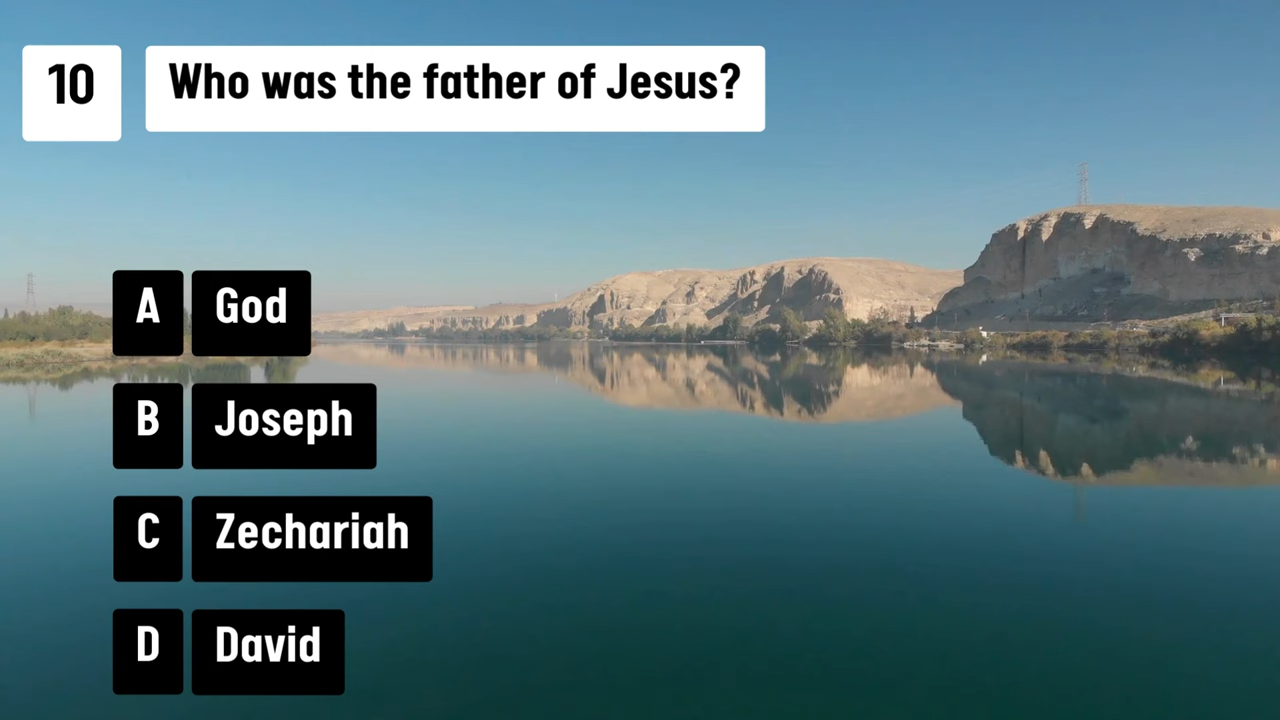 10
Who was the father of Jesus?
A God
B Joseph
C Zechariah
D David